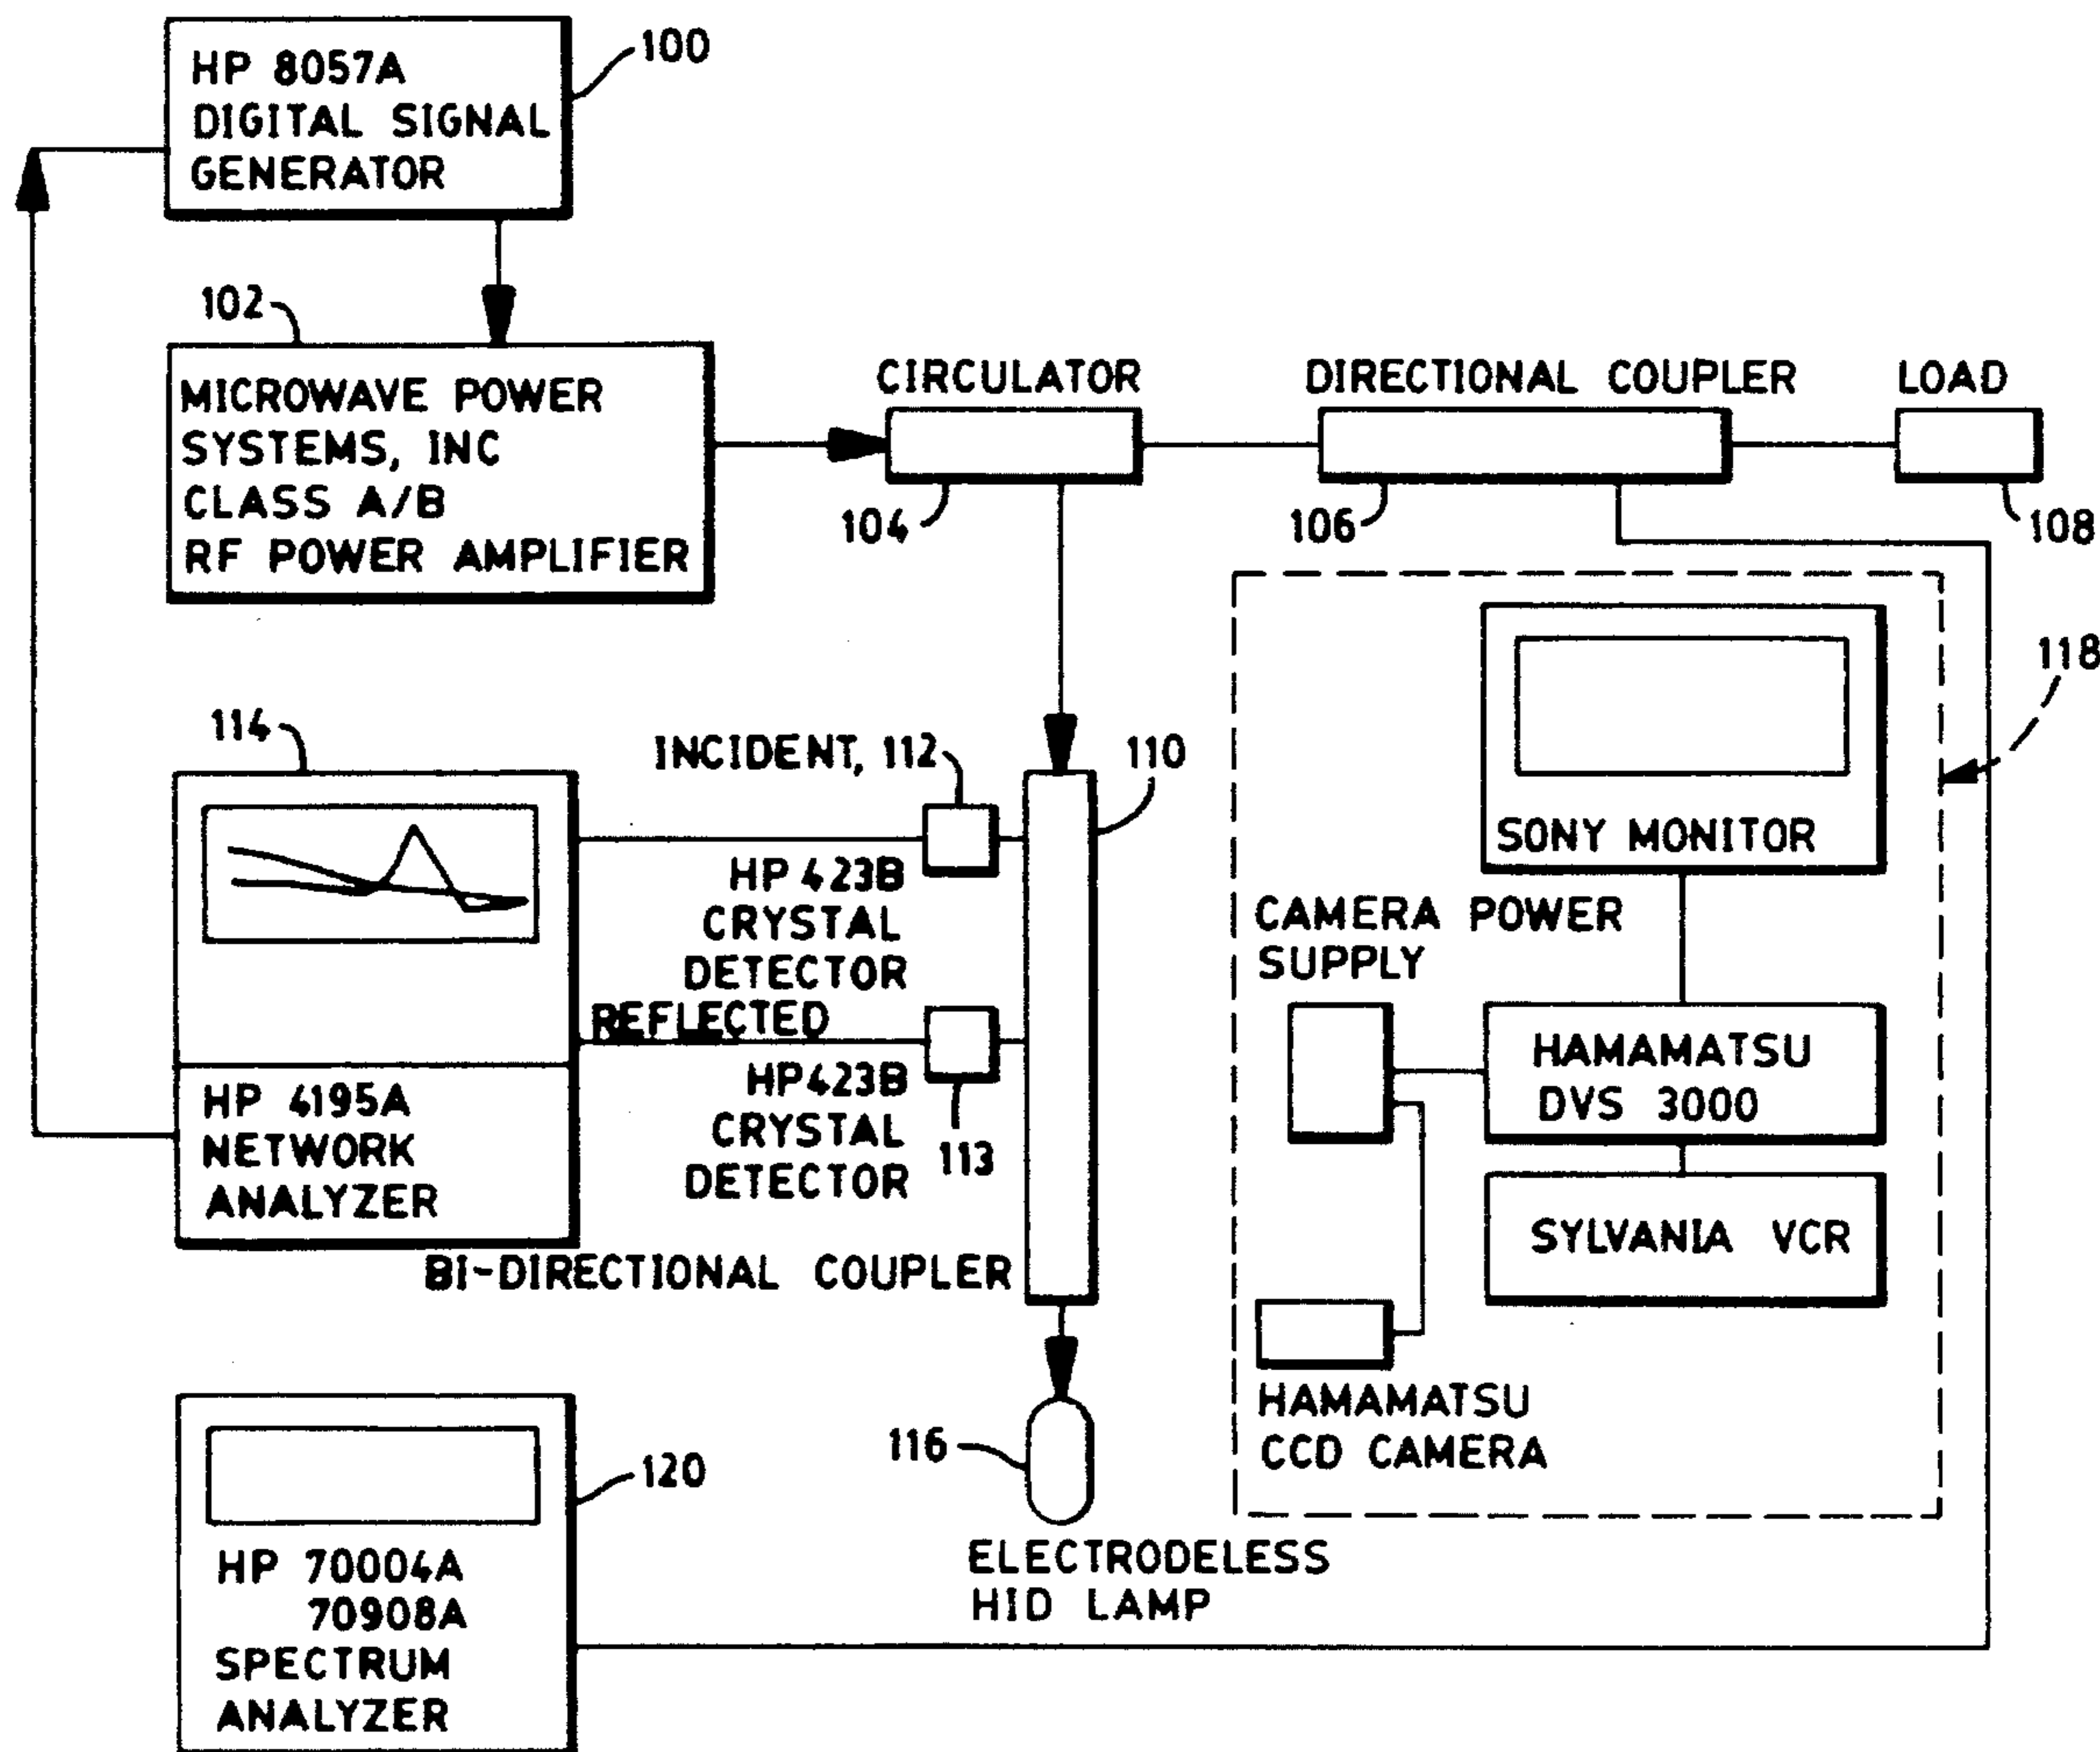 HP 8057A
DIGITAL SIGNAL
GENERATOR
100
102
MICROWAVE POWER
SYSTEMS, INC
CLASS A/B
RF POWER AMPLIFIER
CIRCULATOR
104
DIRECTIONAL COUPLER
106
LOAD
108
118
114
INCIDENT, 112
110
HP 423B
CRYSTAL
DETECTOR
REFLECTED
HP423B
CRYSTAL
DETECTOR
113
HP 4195A
NETWORK
ANALYZER
BI-DIRECTIONAL COUPLER
SONY MONITOR
CAMERA POWER
SUPPLY
HAMAMATSU
DVS 3000
SYLVANIA VCR
HAMAMATSU
CCD CAMERA
116
ELECTRODELESS
HID LAMP
120
HP 70004A
70908A
SPECTRUM
ANALYZER